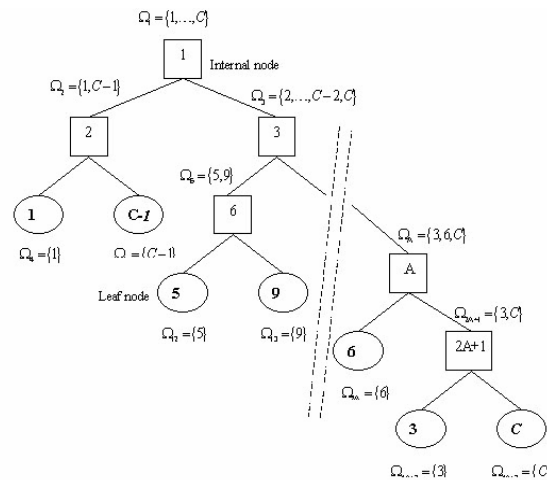 Ω₁ = {1,…,C}
1
Internal node
Ω₂ = {1,C−1}
Ω₃ = {2,…,C−2,C}
2
3
Ω₆ = {5,9}
6
1
C-1
Ω_A = {3,6,C}
A
Ω₄ = {1}
Ω = {C−1}
Leaf node
5
9
Ω₂ₐ₊₁ = {3,C}
6
2A+1
Ω₁₂ = {5}
Ω₁₃ = {9}
Ω₂ₐ = {6}
3
C
= {3}
= {C